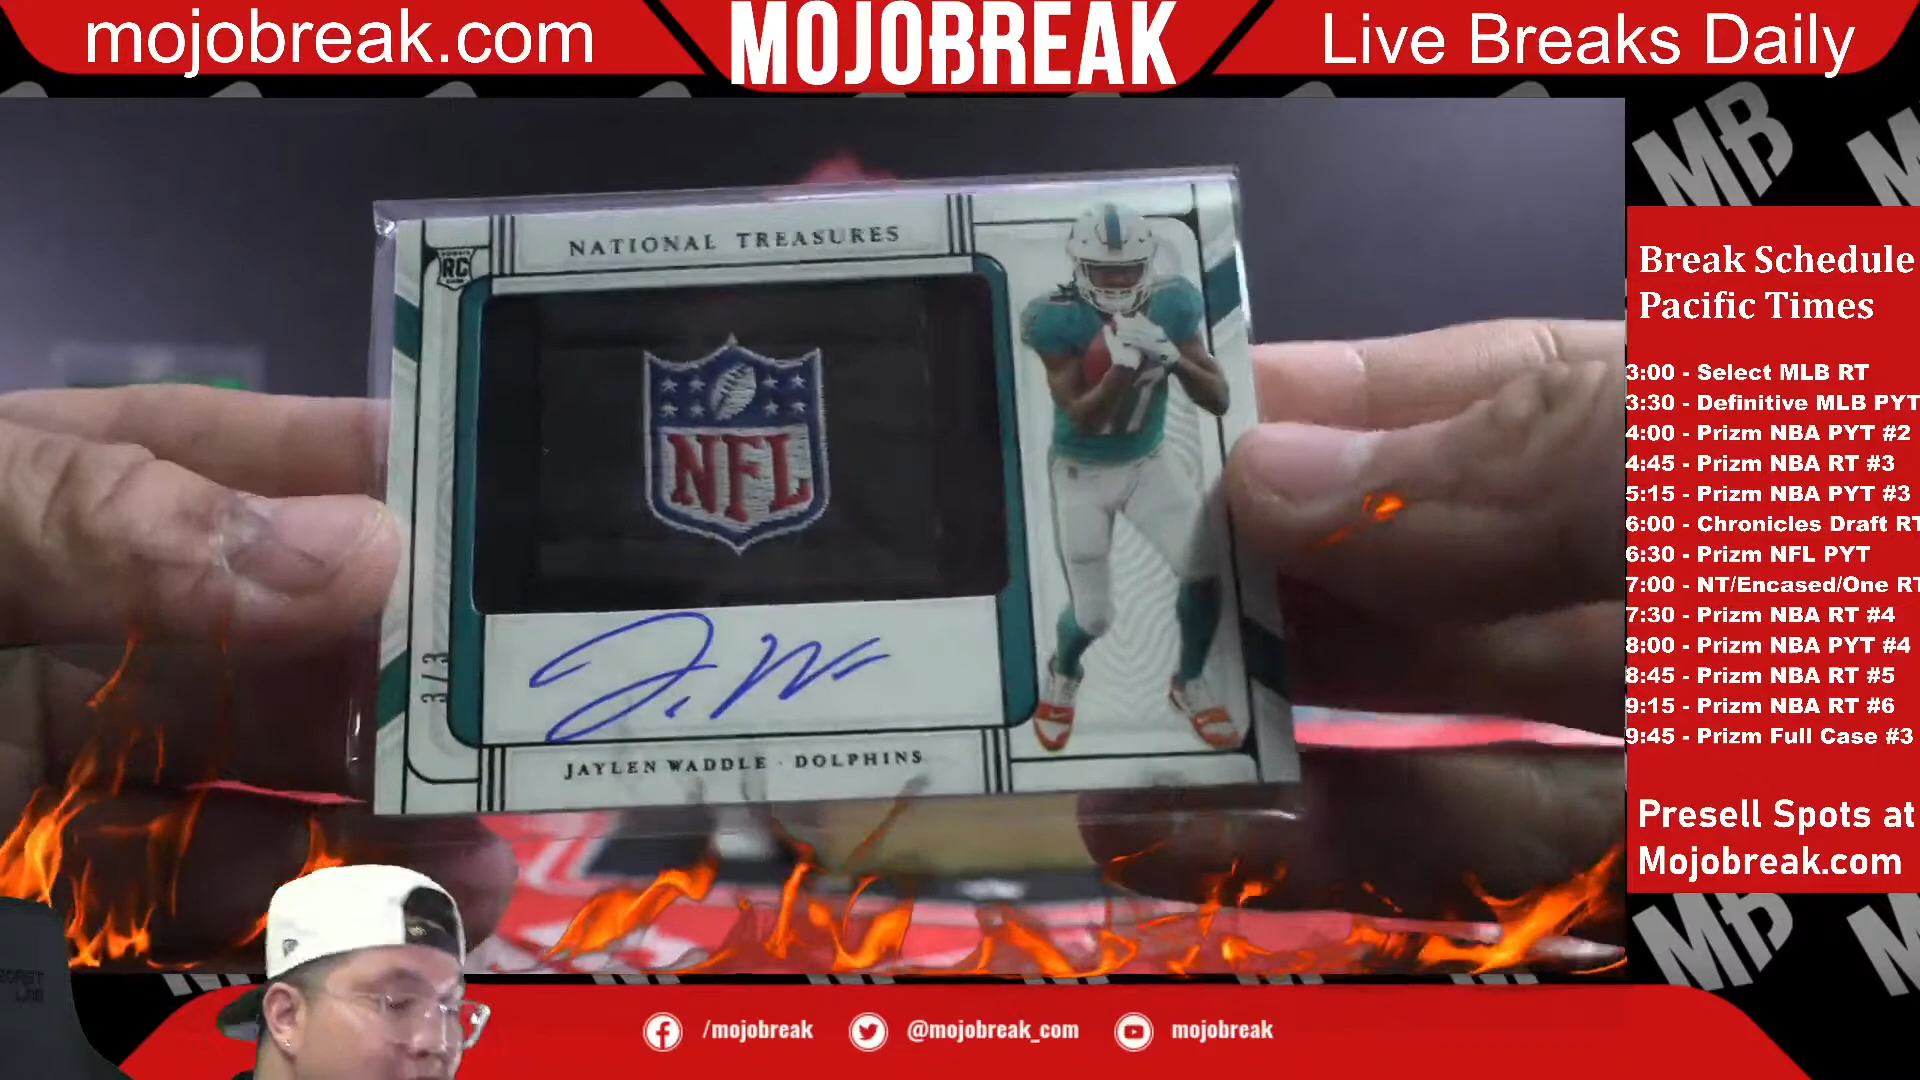 mojobreak.com
MOJOBREAK
Live Breaks Daily
NATIONAL TREASURES
RC
NFL
3/3
17
JAYLEN WADDLE · DOLPHINS
Break Schedule
Pacific Times
3:00 - Select MLB RT
3:30 - Definitive MLB PYT
4:00 - Prizm NBA PYT #2
4:45 - Prizm NBA RT #3
5:15 - Prizm NBA PYT #3
6:00 - Chronicles Draft RT
6:30 - Prizm NFL PYT
7:00 - NT/Encased/One RT
7:30 - Prizm NBA RT #4
8:00 - Prizm NBA PYT #4
8:45 - Prizm NBA RT #5
9:15 - Prizm NBA RT #6
9:45 - Prizm Full Case #3
Presell Spots at
Mojobreak.com
MB
MB
/mojobreak
@mojobreak_com
mojobreak